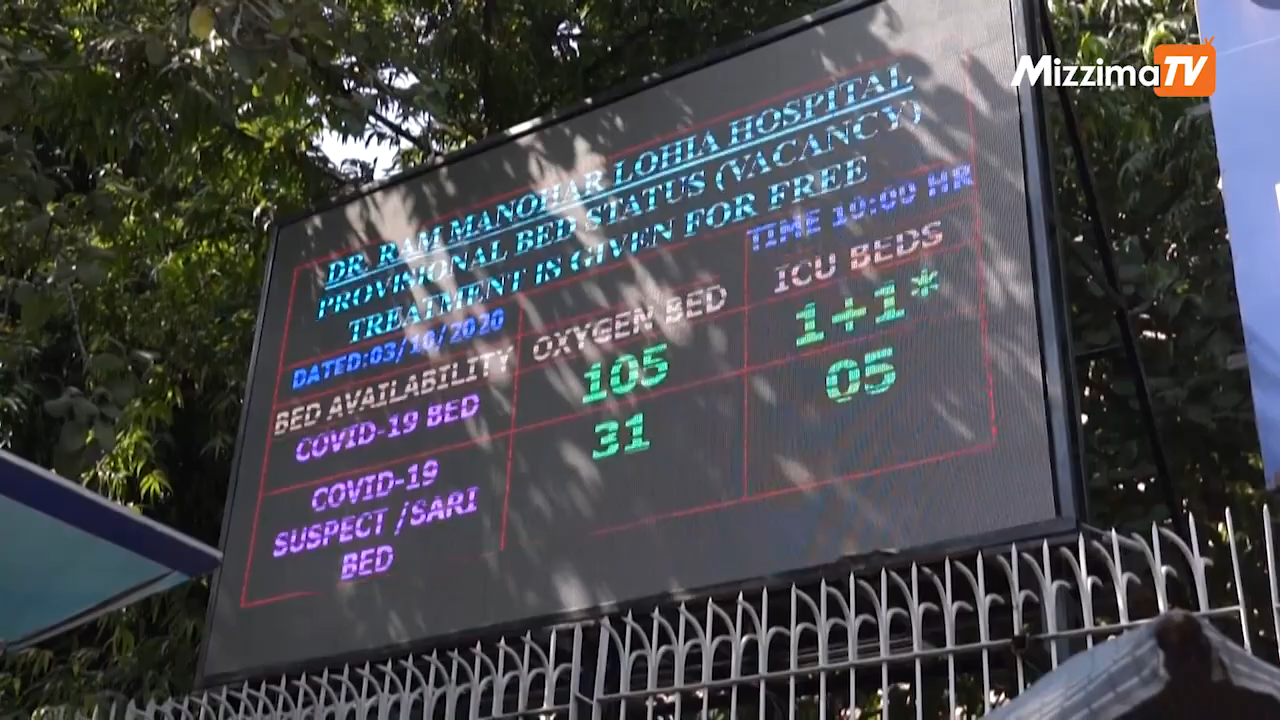 Mizzima TV
DR. RAM MANOHAR LOHIA HOSPITAL
PROVISIONAL BED STATUS (VACANCY)
TREATMENT IS GIVEN FOR FREE
DATED:03/10/2020 TIME 10:00 HR
BED AVAILABILITY OXYGEN BED ICU BEDS
COVID-19 BED 105 1+1*
COVID-19
SUSPECT /SARI
BED
31 05